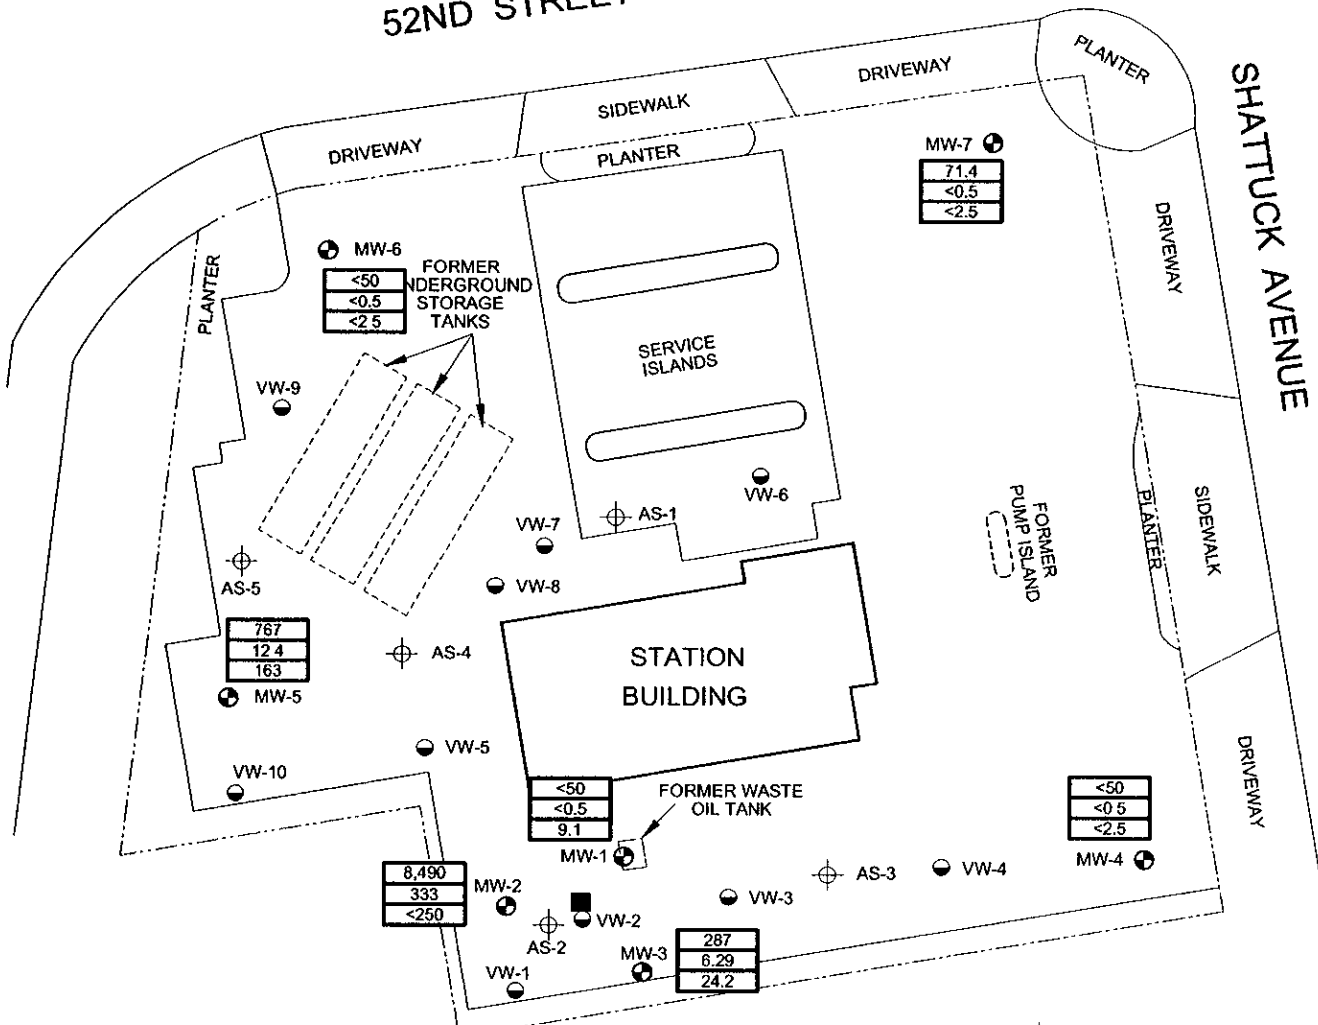 52ND STREET
PLANTER
DRIVEWAY
SIDEWALK
DRIVEWAY
PLANTER
SHATTUCK AVENUE
MW-7
71.4
<0.5
<2.5
DRIVEWAY
MW-6
<50
<0.5
<2 5
FORMER
NDERGROUND
STORAGE
TANKS
PLANTER
SERVICE
ISLANDS
VW-9
VW-6
AS-1
VW-7
VW-8
FORMER
PUMP ISLAND
PLANTER
SIDEWALK
AS-5
767
12 4
163
MW-5
AS-4
STATION
BUILDING
VW-5
VW-10
<50
<0.5
9.1
MW-1
FORMER WASTE
OIL TANK
<50
<0 5
<2.5
MW-4
DRIVEWAY
8,490
333
<250
MW-2
VW-2
AS-2
VW-1
MW-3
287
6.29
24.2
VW-3
AS-3
VW-4